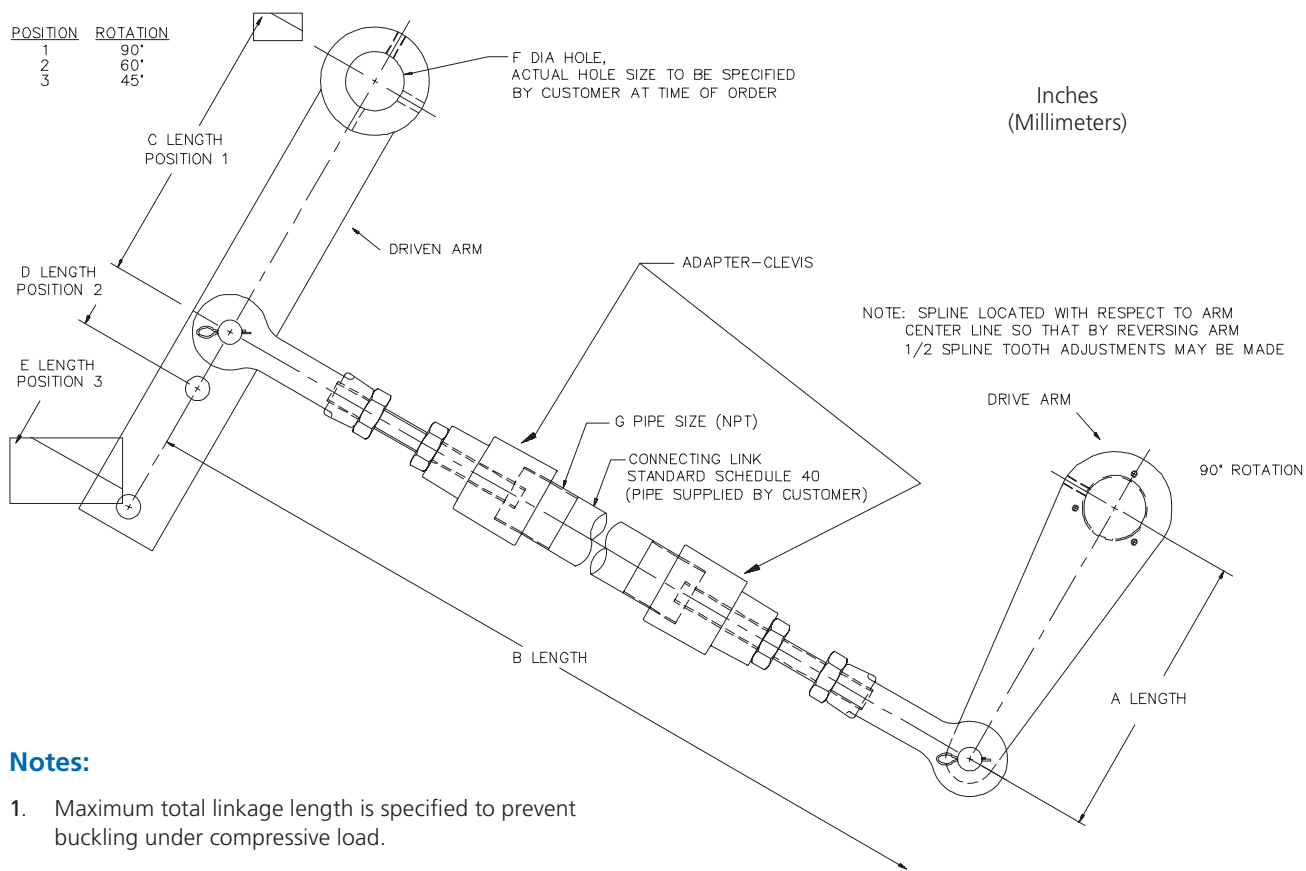 POSITION ROTATION
1 90°
2 60°
3 45°
F DIA HOLE,
ACTUAL HOLE SIZE TO BE SPECIFIED
BY CUSTOMER AT TIME OF ORDER
Inches
(Millimeters)
C LENGTH
POSITION 1
DRIVEN ARM
ADAPTER-CLEVIS
D LENGTH
POSITION 2
NOTE: SPLINE LOCATED WITH RESPECT TO ARM
CENTER LINE SO THAT BY REVERSING ARM
1/2 SPLINE TOOTH ADJUSTMENTS MAY BE MADE
E LENGTH
POSITION 3
DRIVE ARM
G PIPE SIZE (NPT)
CONNECTING LINK
STANDARD SCHEDULE 40
(PIPE SUPPLIED BY CUSTOMER)
90° ROTATION
B LENGTH
A LENGTH
Notes:
1. Maximum total linkage length is specified to prevent
buckling under compressive load.